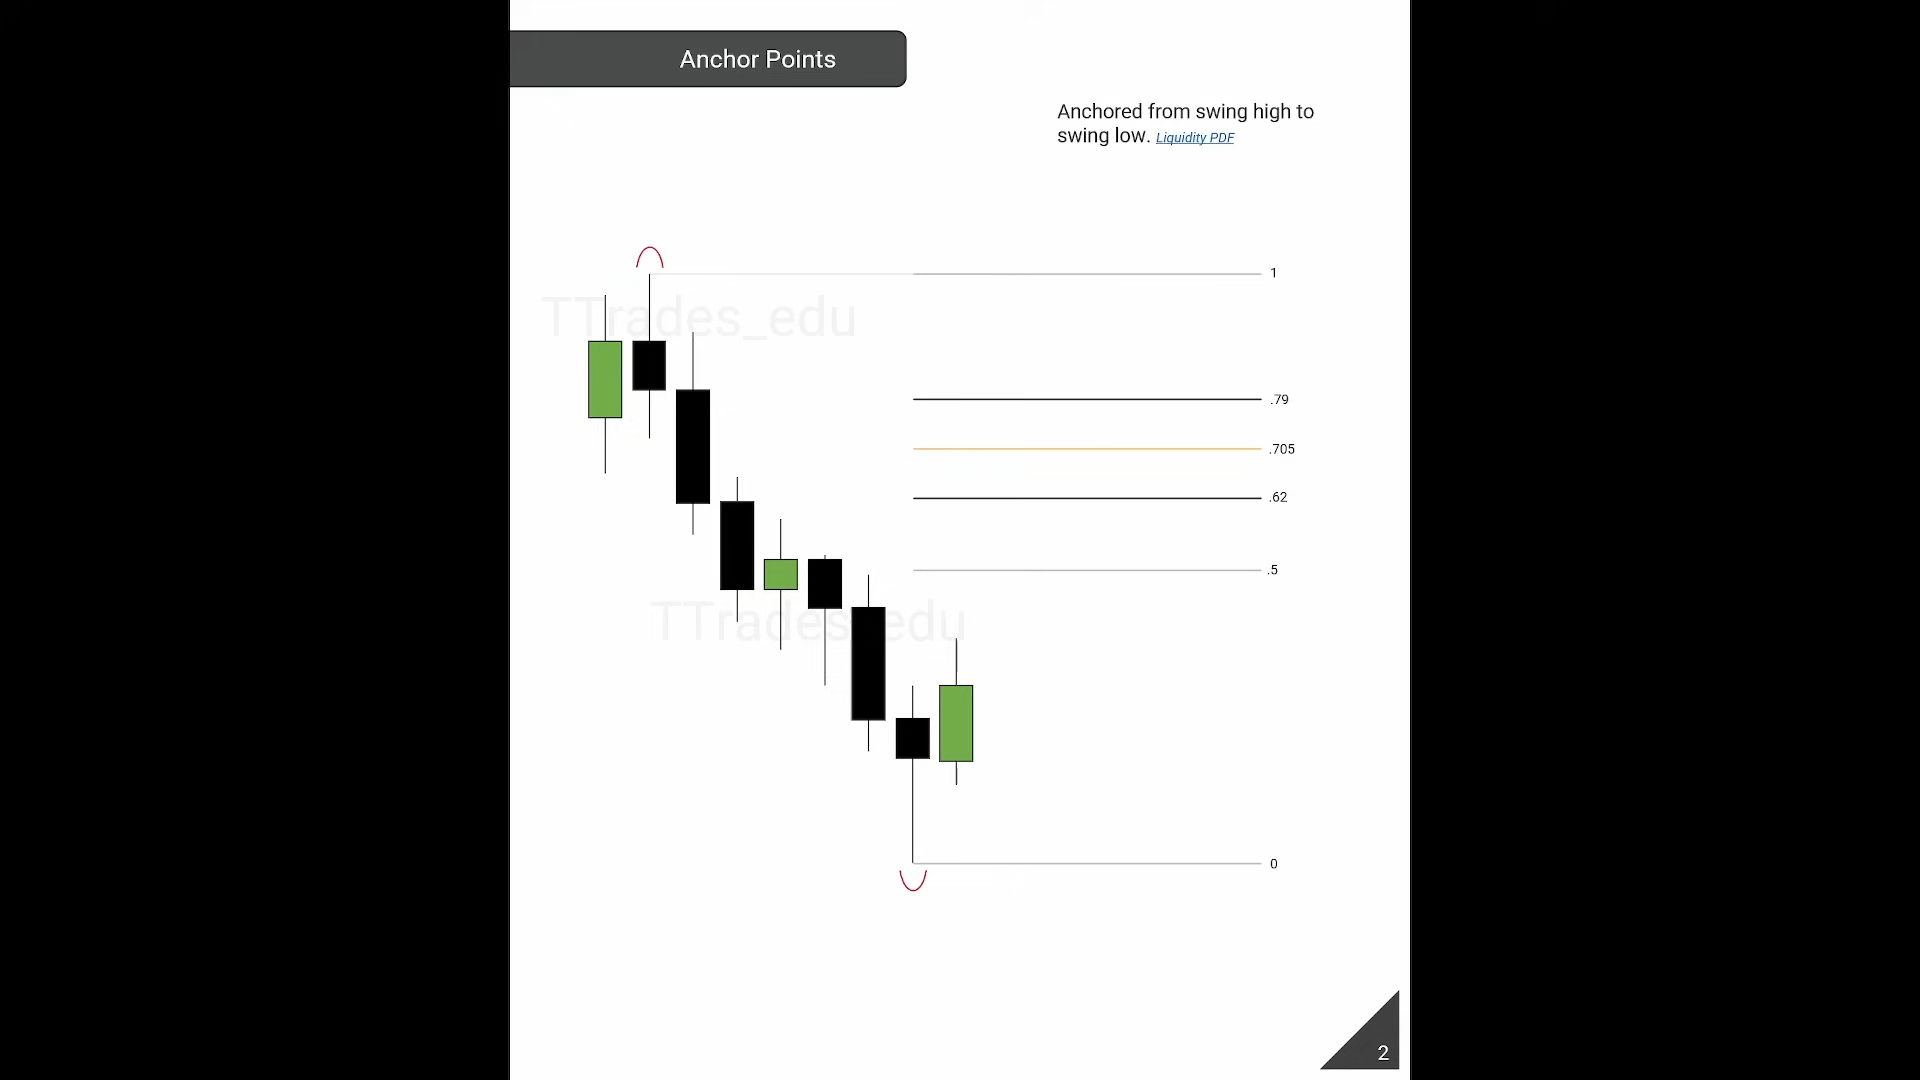 Anchor Points
Anchored from swing high to
swing low. Liquidity PDF
1
TTrades_edu
.79
.705
.62
.5
TTrades_edu
0
2